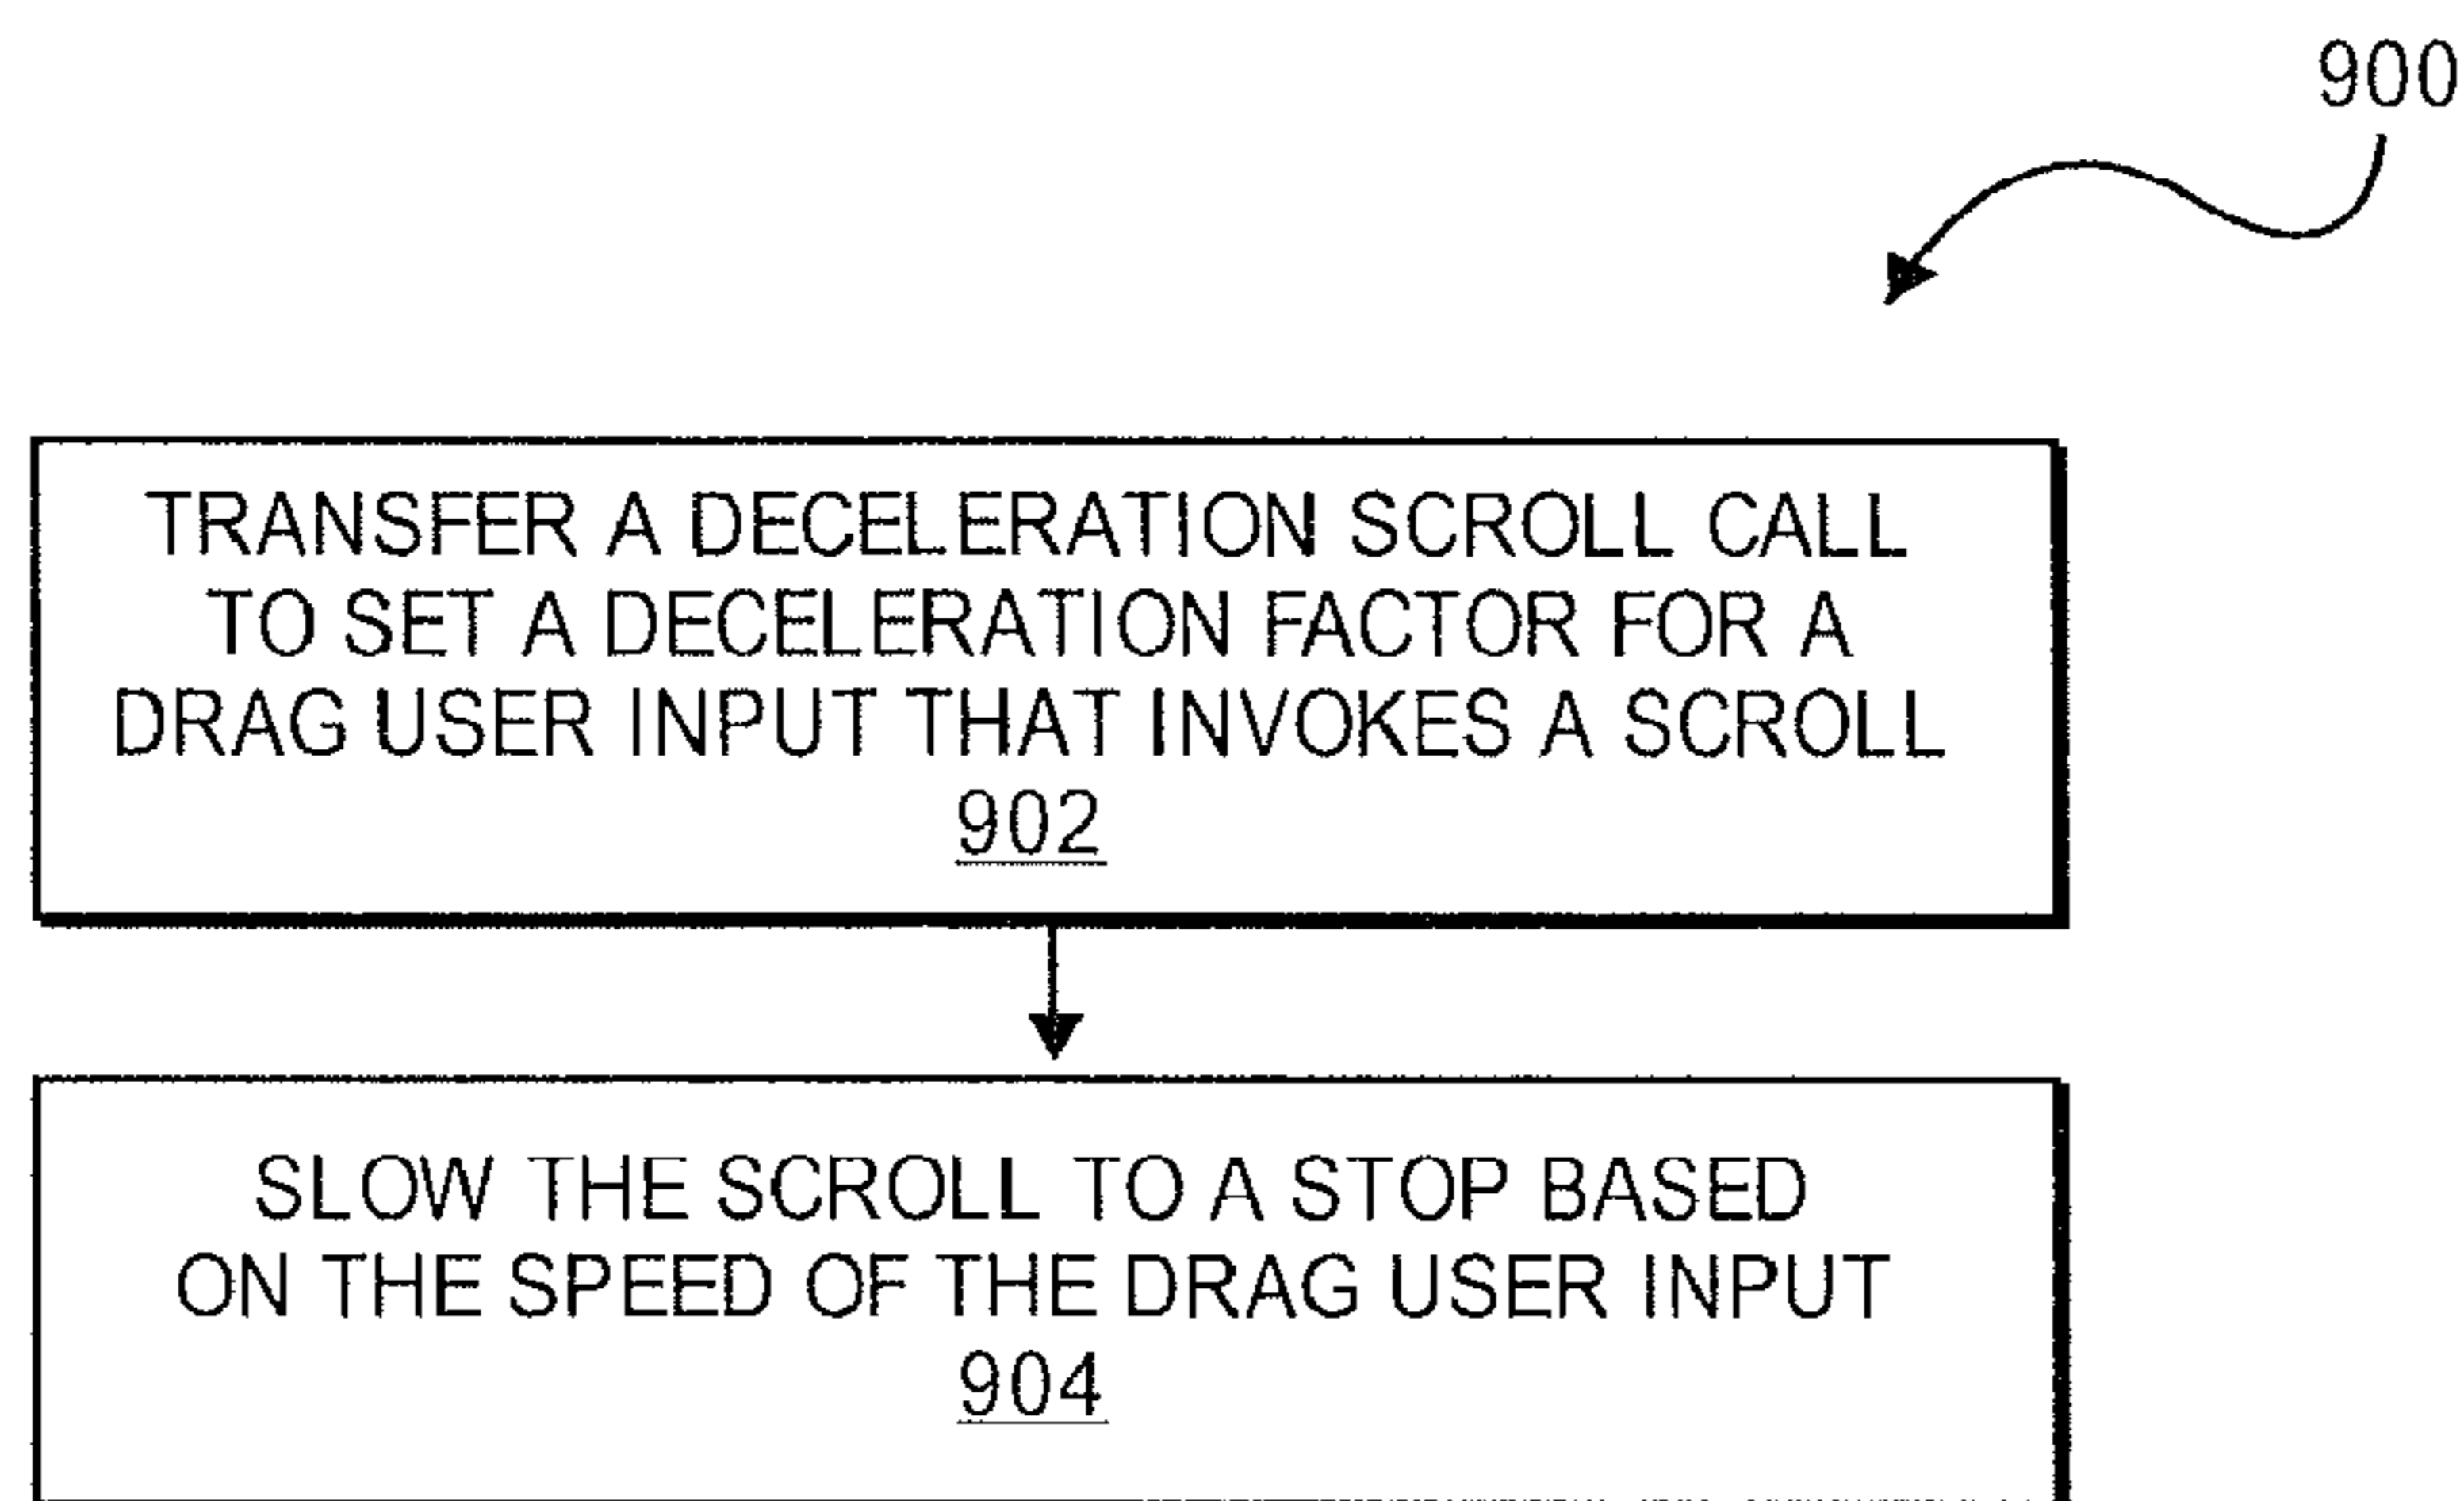 900
TRANSFER A DECELERATION SCROLL CALL
TO SET A DECELERATION FACTOR FOR A
DRAG USER INPUT THAT INVOKES A SCROLL
902
SLOW THE SCROLL TO A STOP BASED
ON THE SPEED OF THE DRAG USER INPUT
904